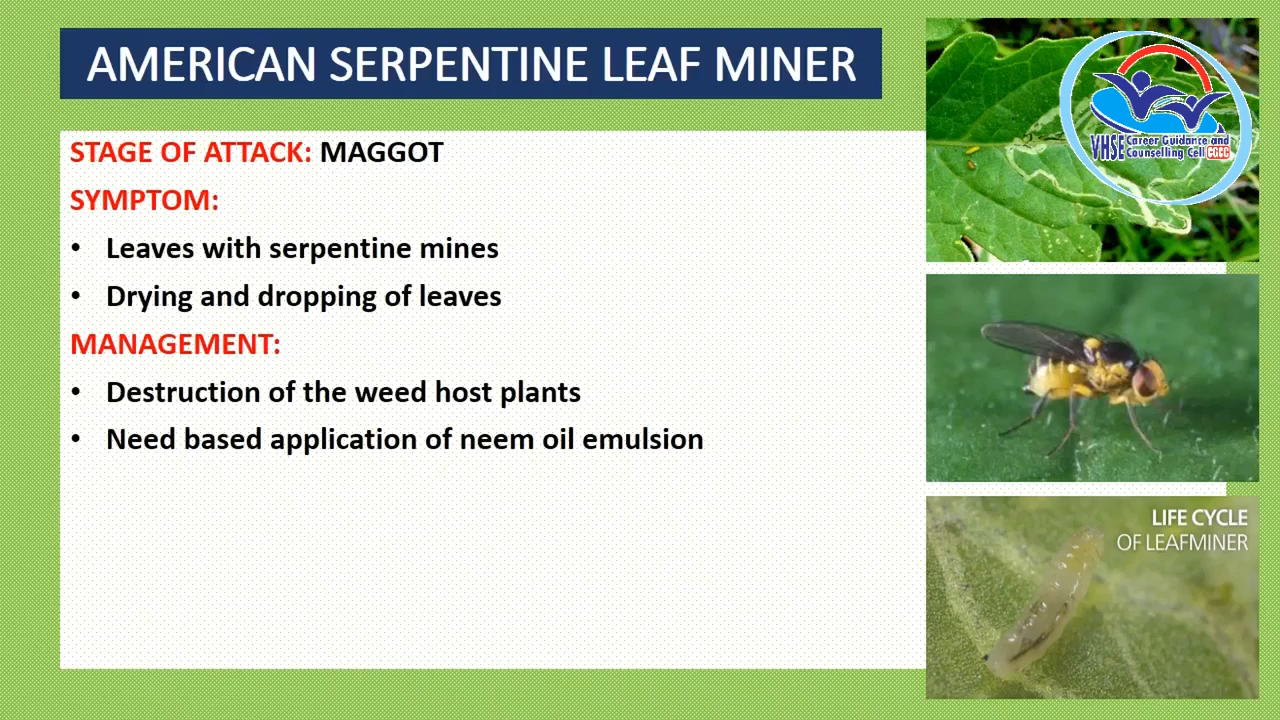 AMERICAN SERPENTINE LEAF MINER
STAGE OF ATTACK: MAGGOT
SYMPTOM:
• Leaves with serpentine mines
• Drying and dropping of leaves
MANAGEMENT:
• Destruction of the weed host plants
• Need based application of neem oil emulsion
VHSE Career Guidance and
Counselling Cell CGCC
LIFE CYCLE
OF LEAFMINER